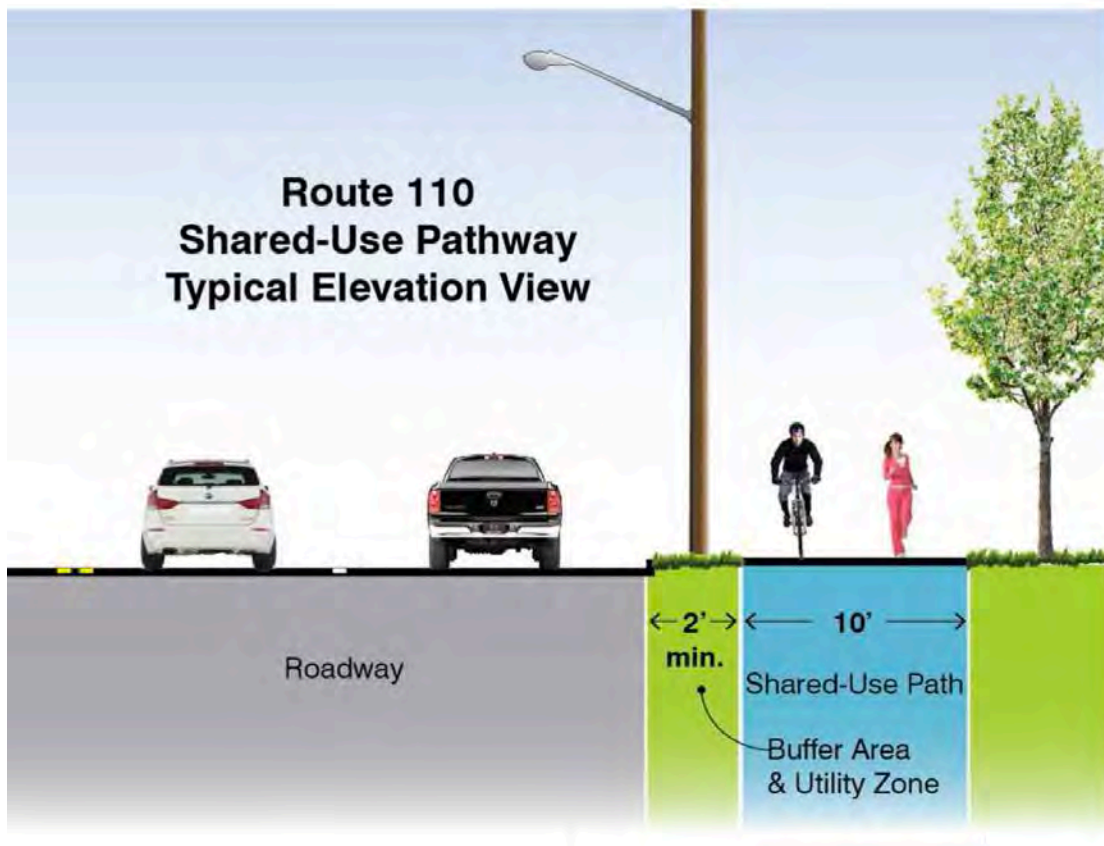 Route 110
Shared-Use Pathway
Typical Elevation View
Roadway
2'
min.
10'
Shared-Use Path
Buffer Area
& Utility Zone